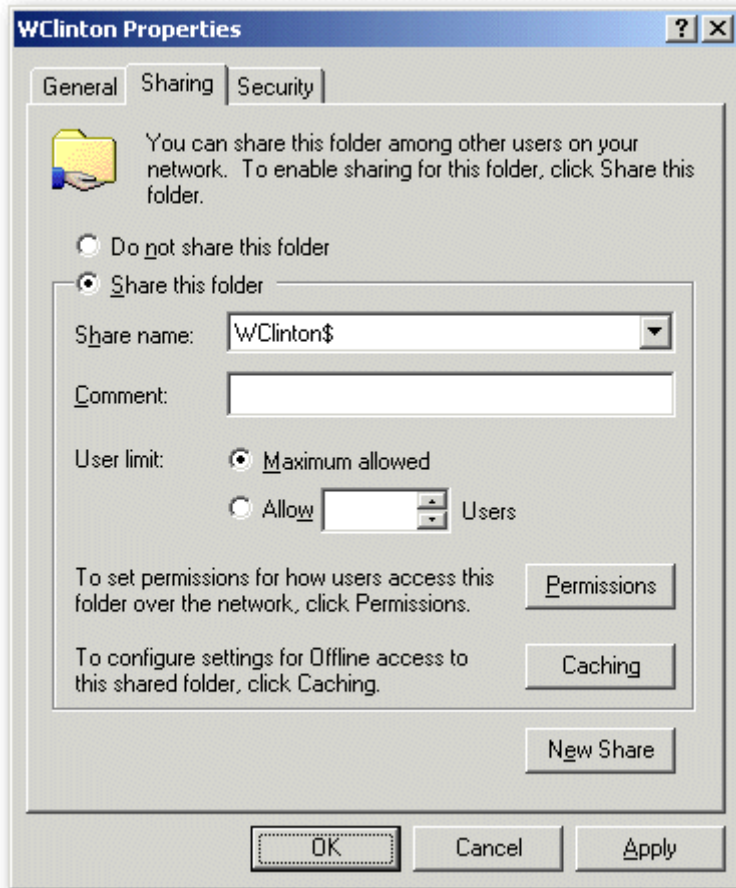 WClinton Properties
General Sharing Security
You can share this folder among other users on your
network. To enable sharing for this folder, click Share this
folder.
Do not share this folder
Share this folder
Share name: WClinton$
Comment:
User limit: Maximum allowed
Allow Users
To set permissions for how users access this
folder over the network, click Permissions.
Permissions
To configure settings for Offline access to
this shared folder, click Caching.
Caching
New Share
OK Cancel Apply